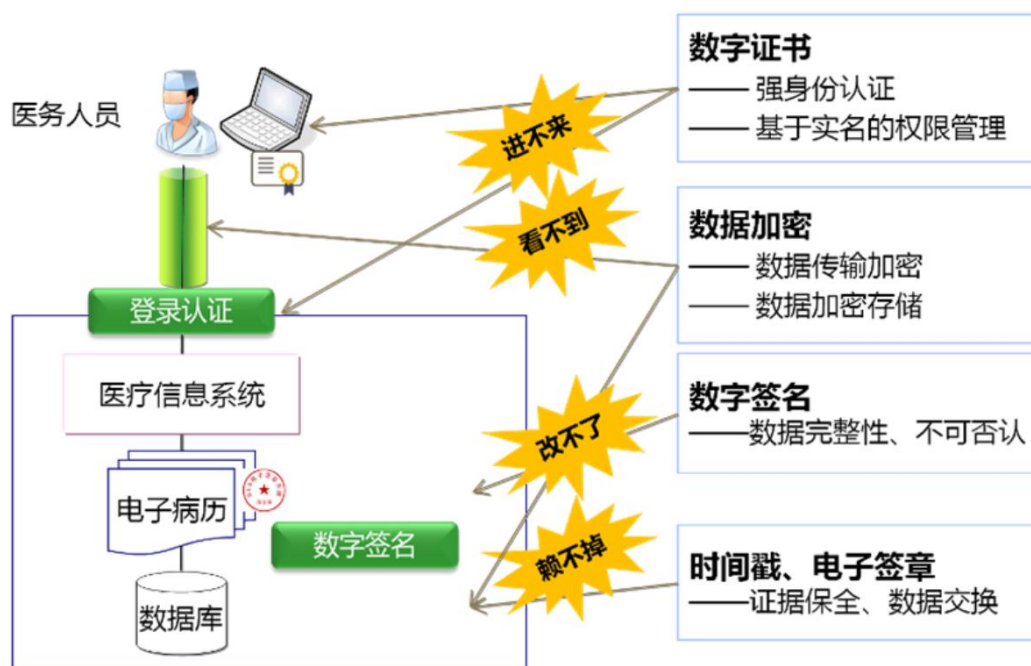 医务人员
登录认证
医疗信息系统
电子病历
数字签名
数据库
进不来
看不到
改不了
赖不掉
数字证书
—— 强身份认证
—— 基于实名的权限管理
数据加密
—— 数据传输加密
—— 数据加密存储
数字签名
——数据完整性、不可否认
时间戳、电子签章
——证据保全、数据交换